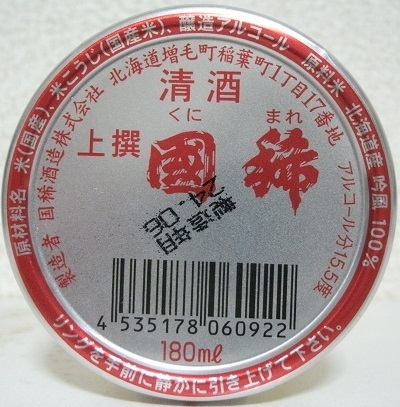 原材料名 米(国産)、米こうじ(国産米)、醸造アルコール 原料米 北海道産 吟風 100%
製造者 国稀酒造株式会社 北海道増毛町稲葉町1丁目17番地 アルコール分15.5度
清酒
くに まれ
上撰 國稀
製造年月
24.06
4 535178 060922
180mℓ
リングを手前に静かに引き上げて下さい。